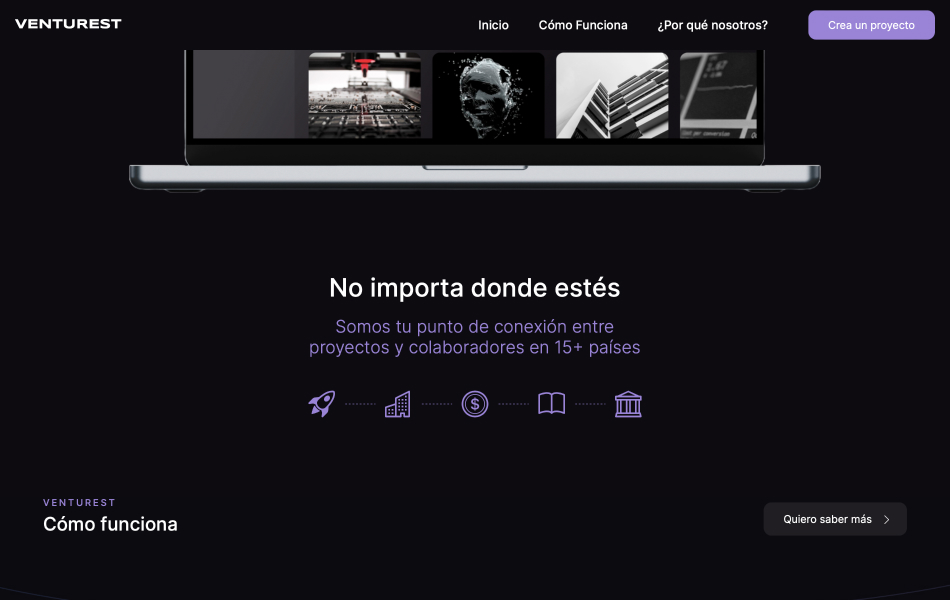 VENTUREST
Inicio
Cómo Funciona
¿Por qué nosotros?
Crea un proyecto
No importa donde estés
Somos tu punto de conexión entre
proyectos y colaboradores en 15+ países
$
VENTUREST
Cómo funciona
Quiero saber más